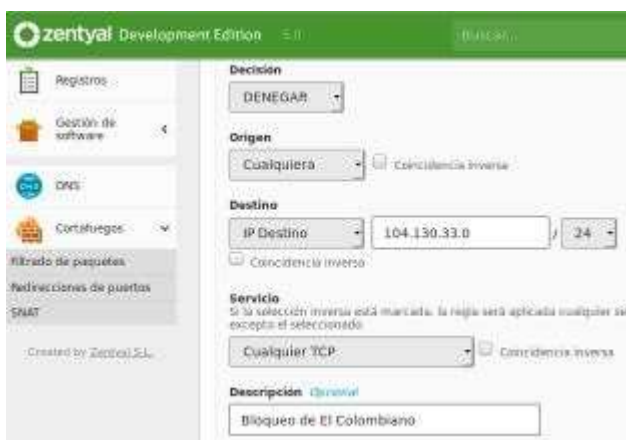 zentyal Development Edition 5.0
Buscar...
Registros
Gestión de
software
DNS
Cortafuegos
Filtrado de paquetes
Redirecciones de puertos
SNAT
Created by Zentyal S.L.
Decisión
DENEGAR
Origen
Cualquiera
Coincidencia inversa
Destino
IP Destino
104.130.33.0 / 24
Coincidencia inversa
Servicio
Si la selección inversa está marcada, la regla será aplicada cualquier
excepto el seleccionado
Cualquier TCP
Coincidencia inversa
Descripción Opcional
Bloqueo de El Colombiano